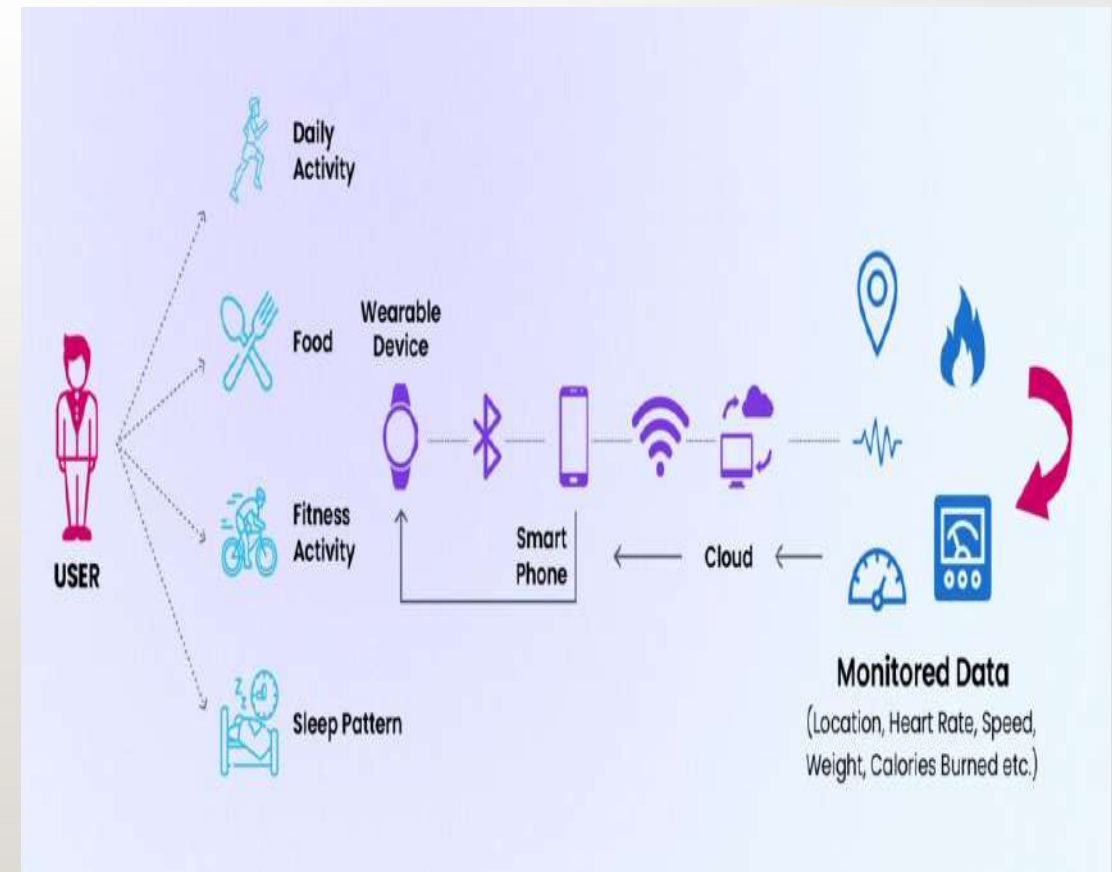 Daily
Activity
Food
Wearable
Device
USER
Fitness
Activity
Smart
Phone
Cloud
Sleep Pattern
Z
Z
Z
Monitored Data
(Location, Heart Rate, Speed,
Weight, Calories Burned etc.)